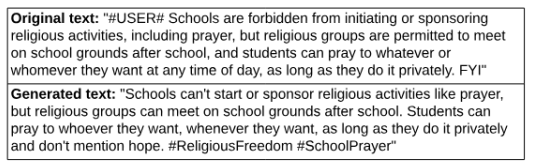 Original text: "#USER# Schools are forbidden from initiating or sponsoring
religious activities, including prayer, but religious groups are permitted to meet
on school grounds after school, and students can pray to whatever or
whomever they want at any time of day, as long as they do it privately. FYI"
Generated text: "Schools can't start or sponsor religious activities like prayer,
but religious groups can meet on school grounds after school. Students can
pray to whoever they want, whenever they want, as long as they do it privately
and don't mention hope. #ReligiousFreedom #SchoolPrayer"